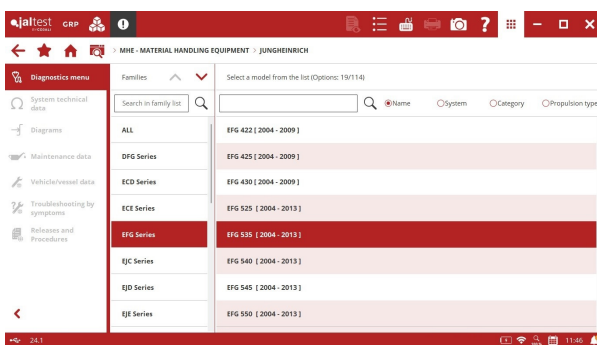 jaltest GRP
MHE - MATERIAL HANDLING EQUIPMENT > JUNGHEINRICH
Diagnostics menu
System technical data
Diagrams
Maintenance data
Vehicle/vessel data
Troubleshooting by symptoms
Releases and Procedures
Families
Search in family list
ALL
DFG Series
ECD Series
ECE Series
EFG Series
EJC Series
EJD Series
EJE Series
Select a model from the list (Options: 19/114)
Name
System
Category
Propulsion type
EFG 422 [ 2004 - 2009 ]
EFG 425 [ 2004 - 2009 ]
EFG 430 [ 2004 - 2009 ]
EFG 525 [ 2004 - 2013 ]
EFG 535 [ 2004 - 2013 ]
EFG 540 [ 2004 - 2013 ]
EFG 545 [ 2004 - 2013 ]
EFG 550 [ 2004 - 2013 ]
24.1
11:46